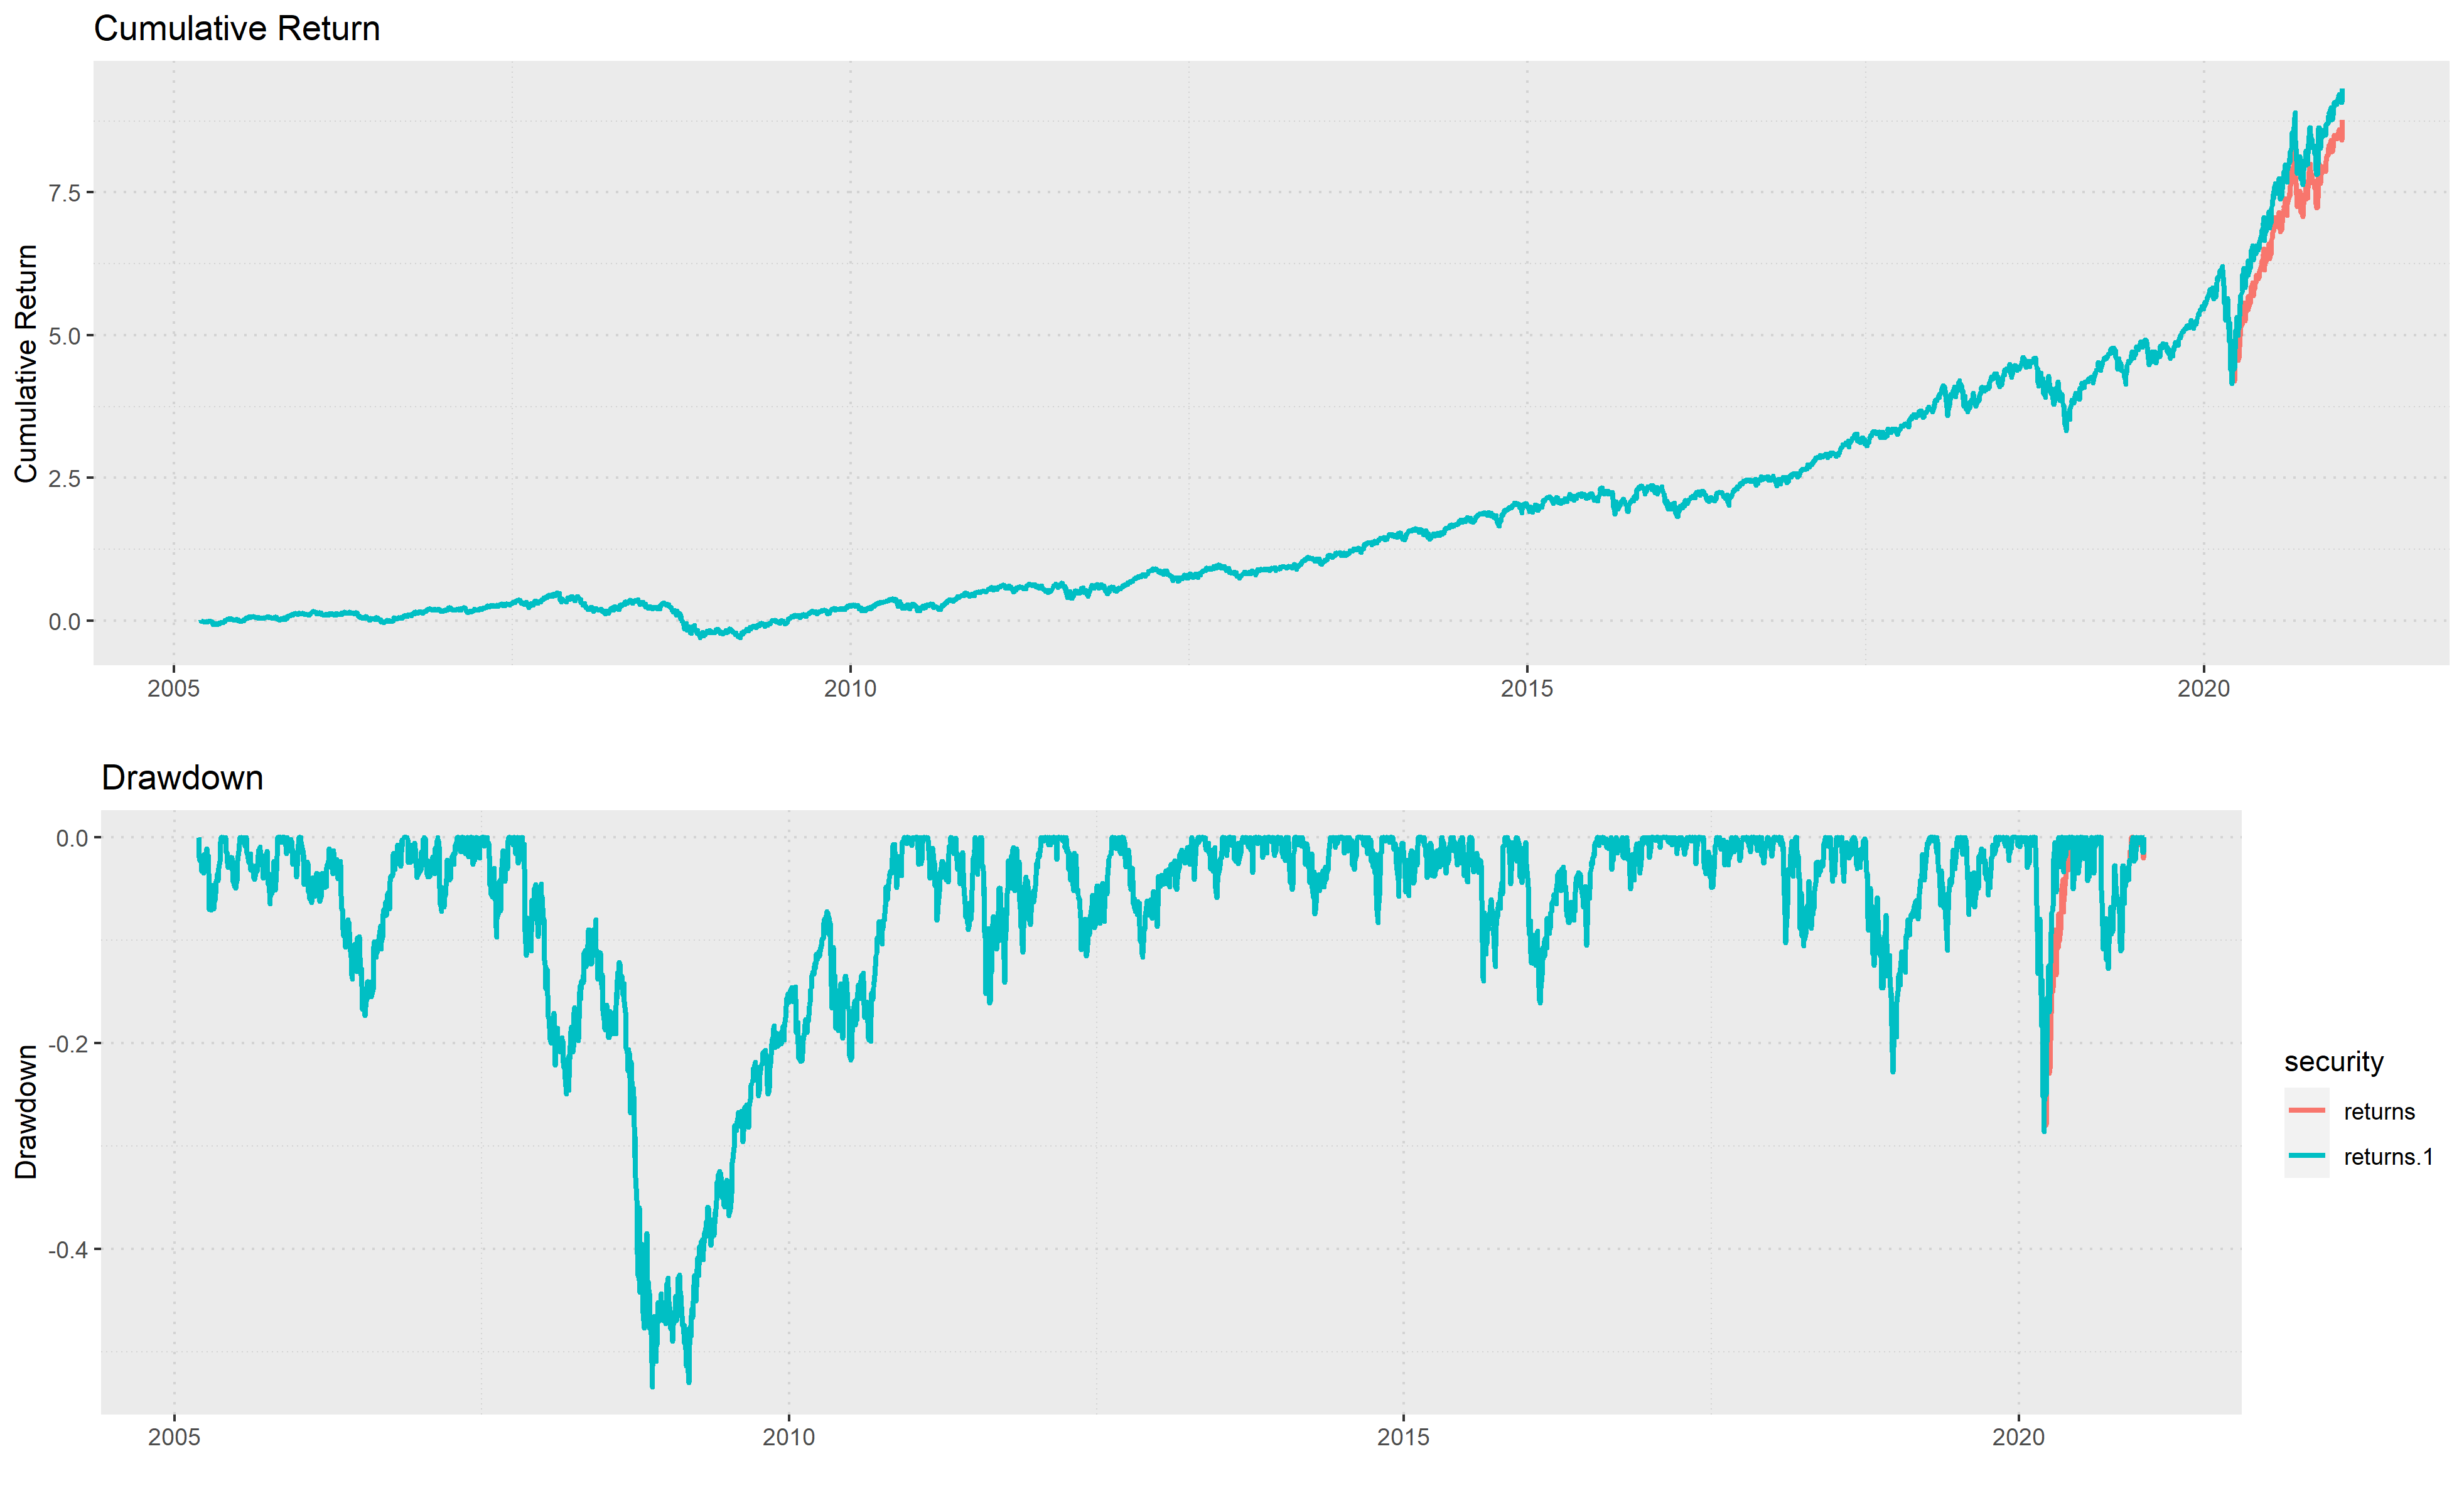 Cumulative Return
Cumulative Return
7.5
5.0
2.5
0.0
2005 2010 2015 2020
Drawdown
Drawdown
0.0
-0.2
-0.4
2005 2010 2015 2020
security
returns
returns.1